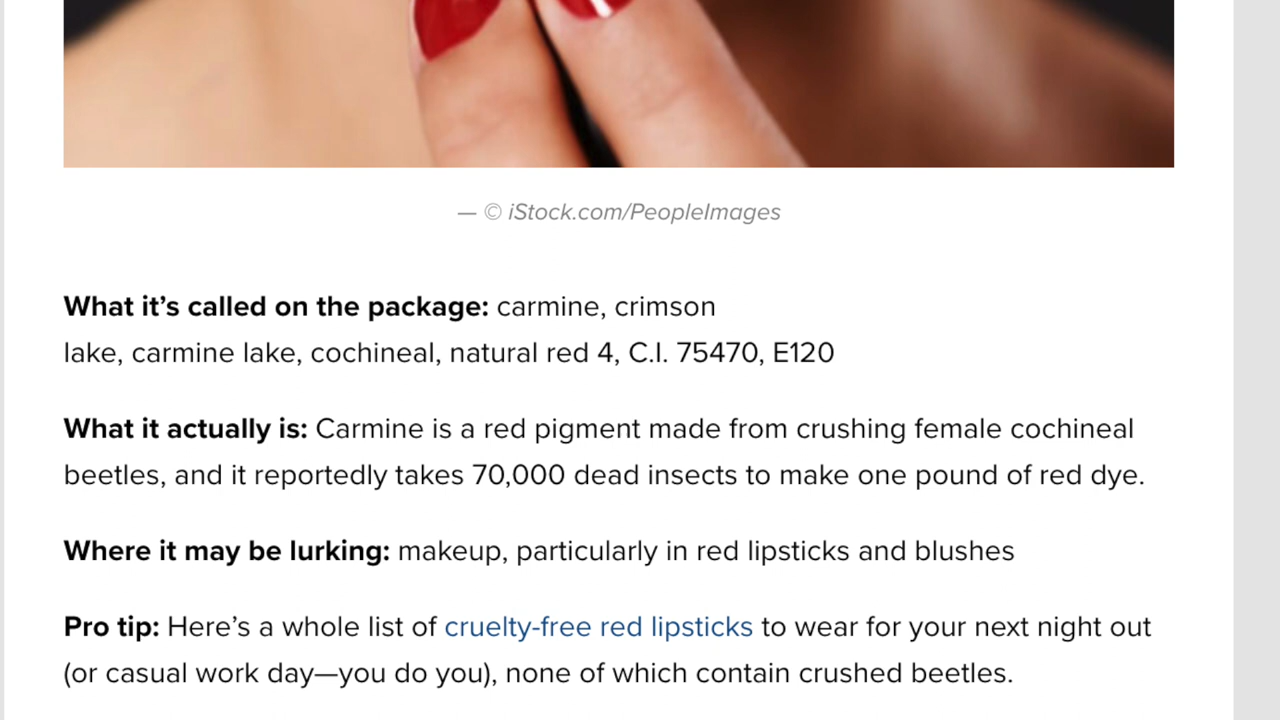 — © iStock.com/PeopleImages
What it’s called on the package: carmine, crimson
lake, carmine lake, cochineal, natural red 4, C.I. 75470, E120
What it actually is: Carmine is a red pigment made from crushing female cochineal
beetles, and it reportedly takes 70,000 dead insects to make one pound of red dye.
Where it may be lurking: makeup, particularly in red lipsticks and blushes
Pro tip: Here’s a whole list of cruelty-free red lipsticks to wear for your next night out
(or casual work day—you do you), none of which contain crushed beetles.